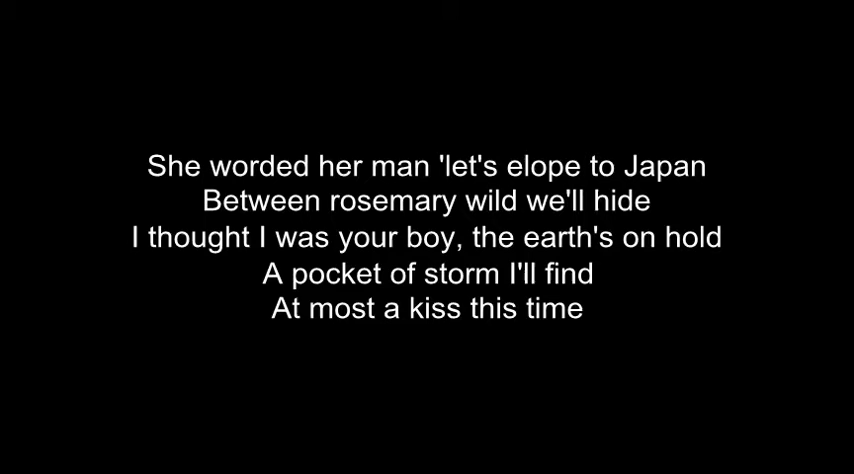 She worded her man 'let's elope to Japan
Between rosemary wild we'll hide
I thought I was your boy, the earth's on hold
A pocket of storm I'll find
At most a kiss this time